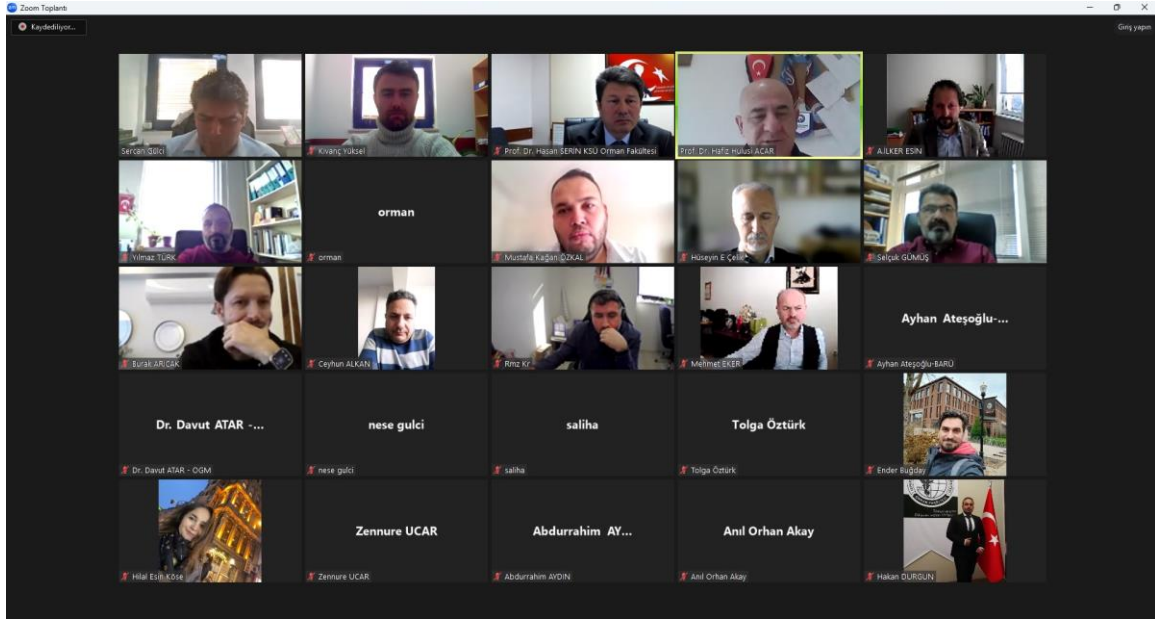 Zoom Toplantı
Kaydediliyor...
Giriş yapın
Sercan Gülci
Kıvanç Yüksel
Prof. Dr. Hasan SERİN KSÜ Orman Fakültesi
Prof. Dr. Hafız Hulusi ACAR
A.İLKER ESİN
Yılmaz TÜRK
orman
orman
Mustafa Kağan ÖZKAL
Hüseyin E Çelik
Selçuk GÜMÜŞ
Burak ARICAK
Ceyhun ALKAN
Rmz Kr
Mehmet EKER
Ayhan Ateşoğlu-...
Ayhan Ateşoğlu-BARÜ
Dr. Davut ATAR -...
Dr. Davut ATAR - OGM
nese gulci
nese gulci
saliha
saliha
Tolga Öztürk
Tolga Öztürk
Ender Buğday
Hilal Esin Köse
Zennure UCAR
Zennure UCAR
Abdurrahim AY...
Abdurrahim AYDIN
Anıl Orhan Akay
Anıl Orhan Akay
Hakan DURGUN